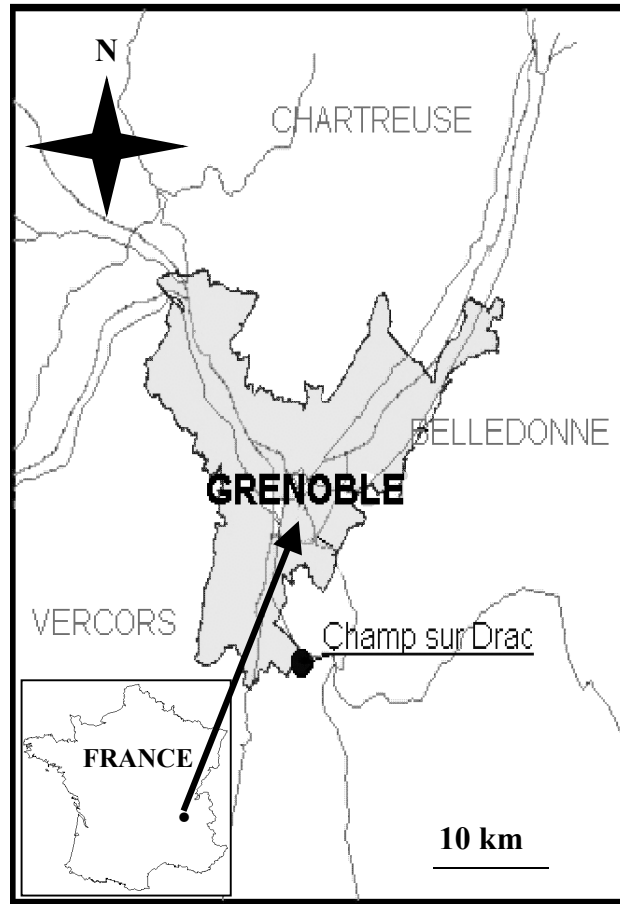 N
CHARTREUSE
BELLEDONNE
GRENOBLE
VERCORS
Champ sur Drac
FRANCE
10 km